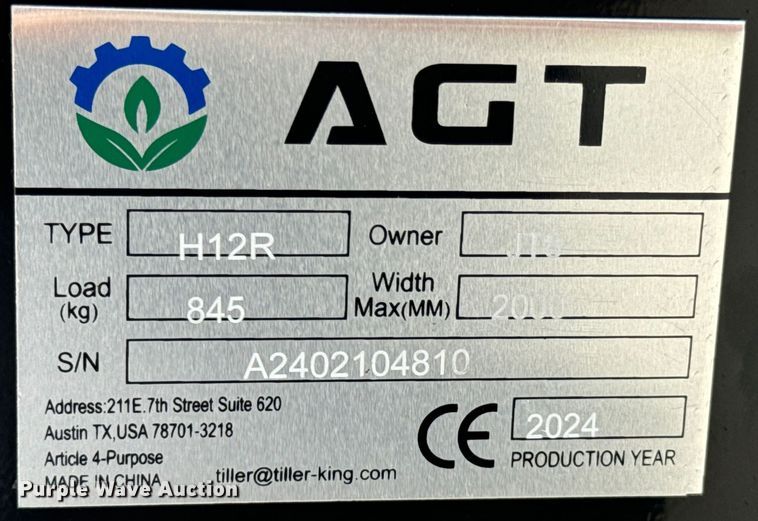 AGT
TYPE H12R Owner
Load (kg) 845 Width Max(MM)
S/N A2402104810
Address:211E.7th Street Suite 620
Austin TX,USA 78701-3218
Article 4-Purpose
MADE IN CHINA tiller@tiller-king.com
CE 2024
PRODUCTION YEAR
Purple Wave Auction